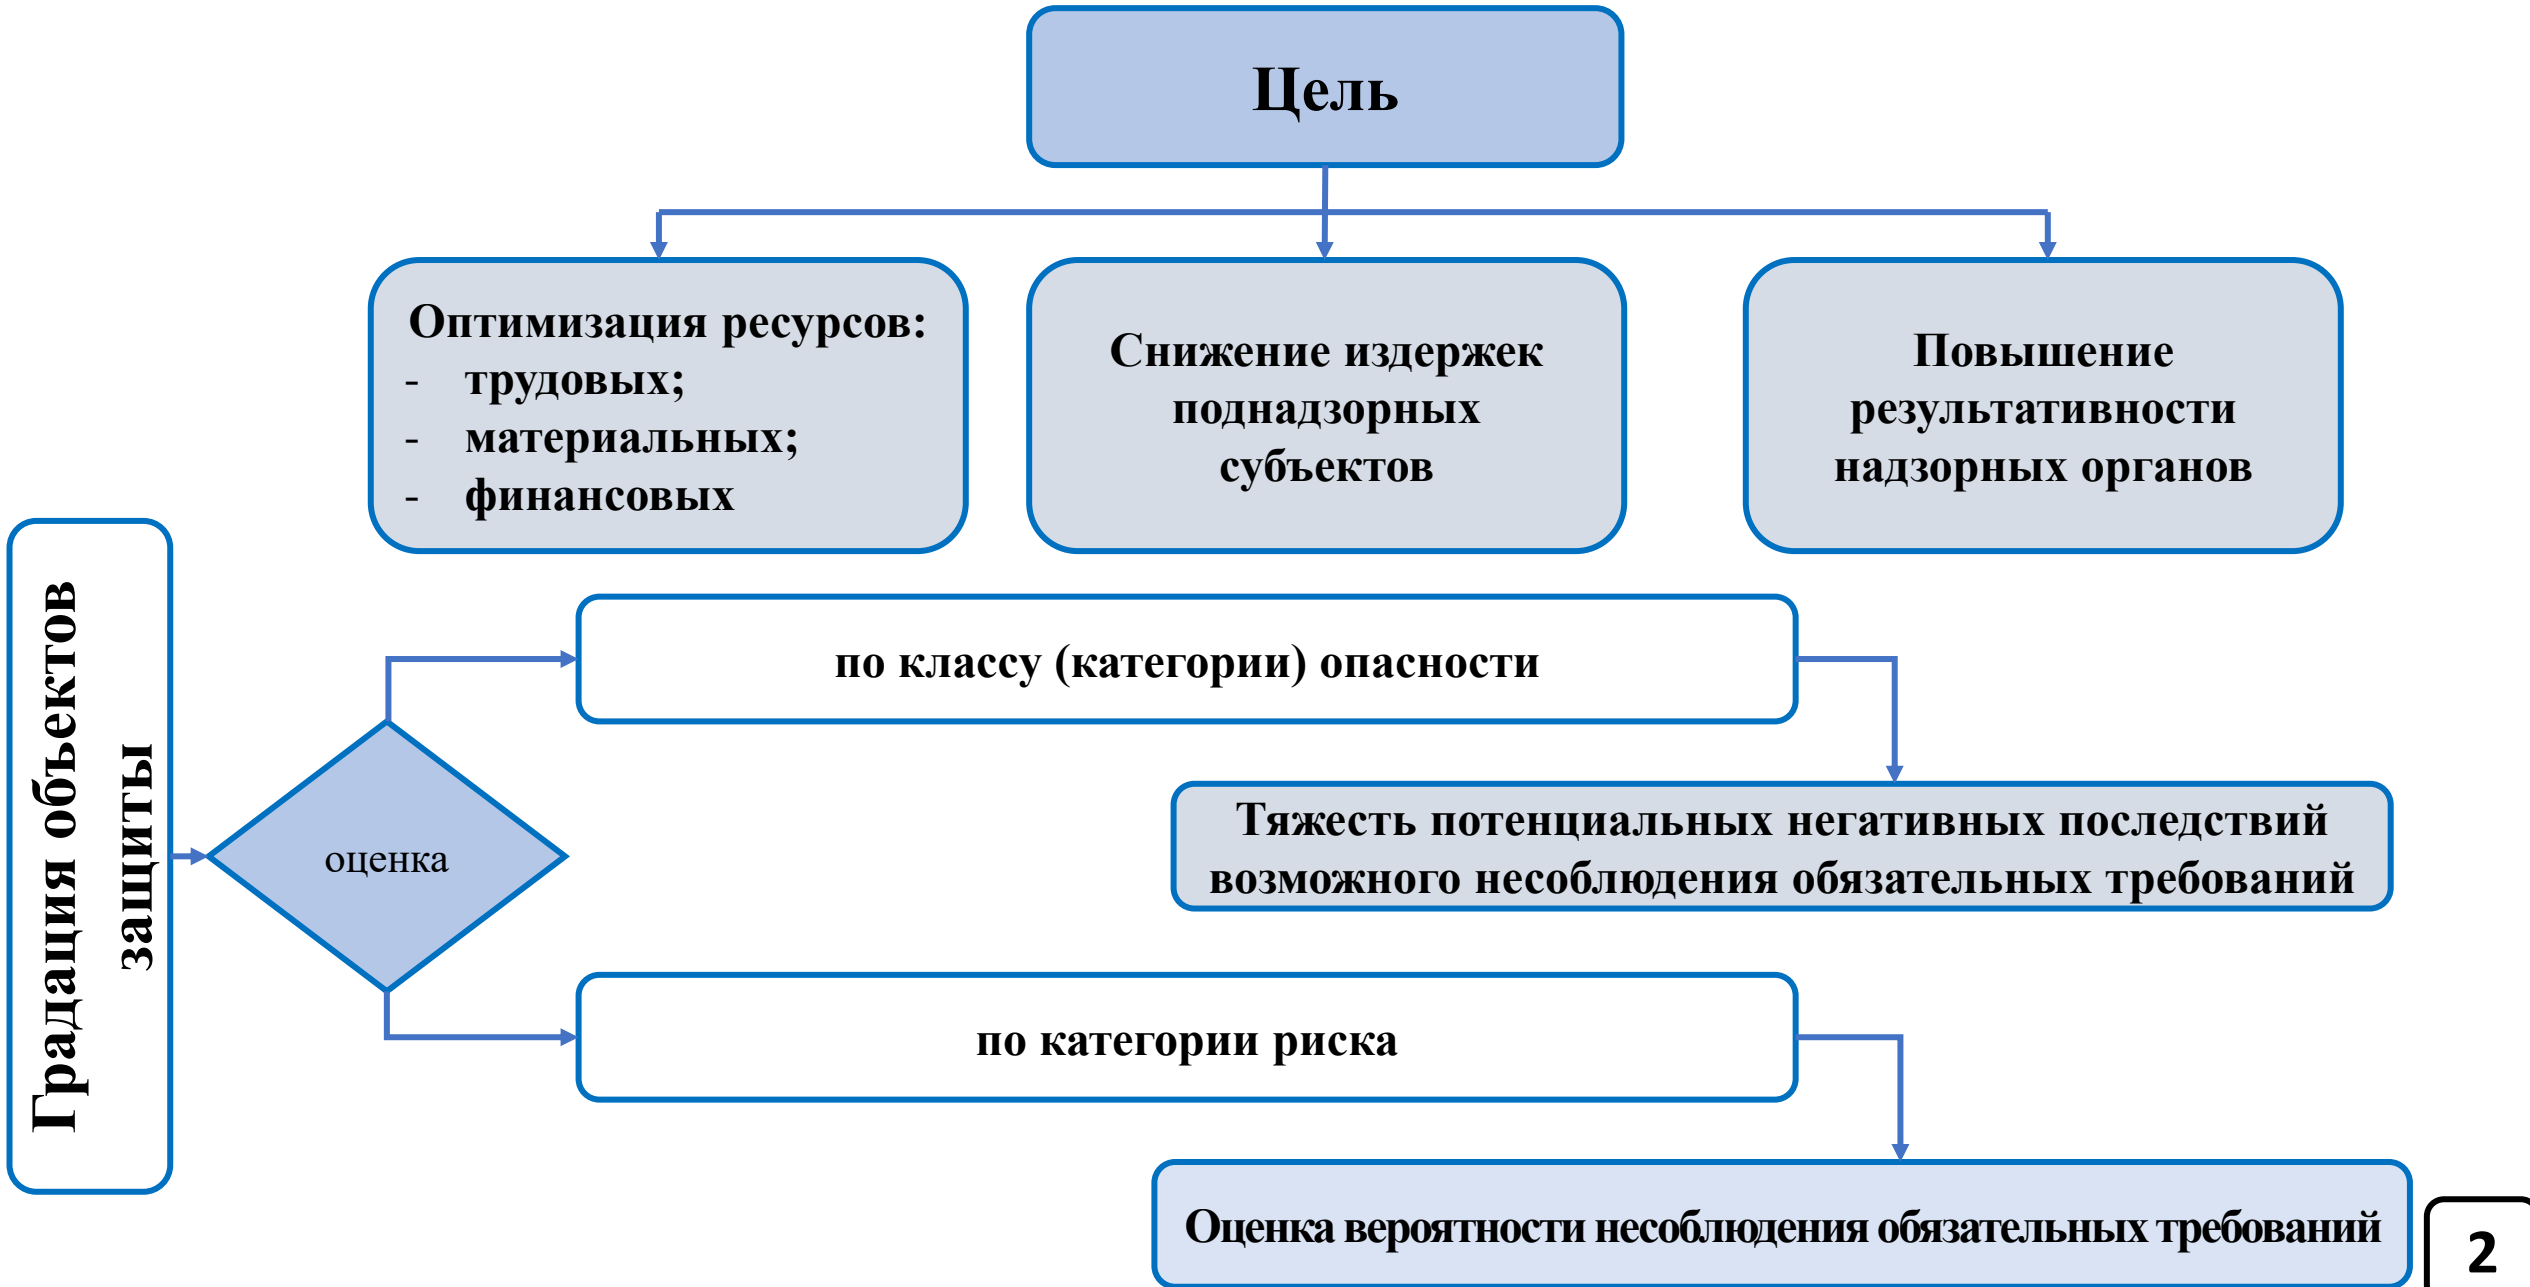 Цель
Оптимизация ресурсов:
- трудовых;
- материальных;
- финансовых
Снижение издержек
поднадзорных
субъектов
Повышение
результативности
надзорных органов
Градация объектов
защиты
оценка
по классу (категории) опасности
Тяжесть потенциальных негативных последствий
возможного несоблюдения обязательных требований
по категории риска
Оценка вероятности несоблюдения обязательных требований
2